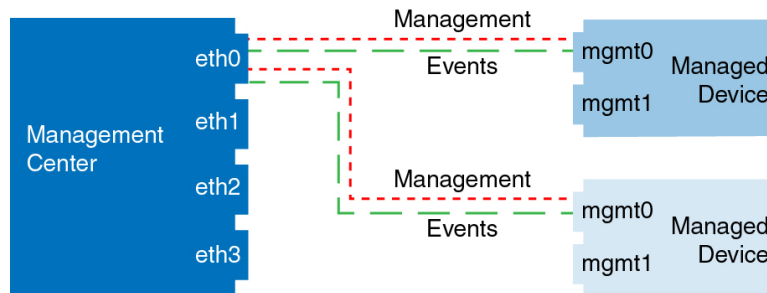 Management
eth0
mgmt0
Events
Managed
Device
mgmt1
eth1
Management
Center
eth2
Management
mgmt0
Events
Managed
Device
eth3
mgmt1